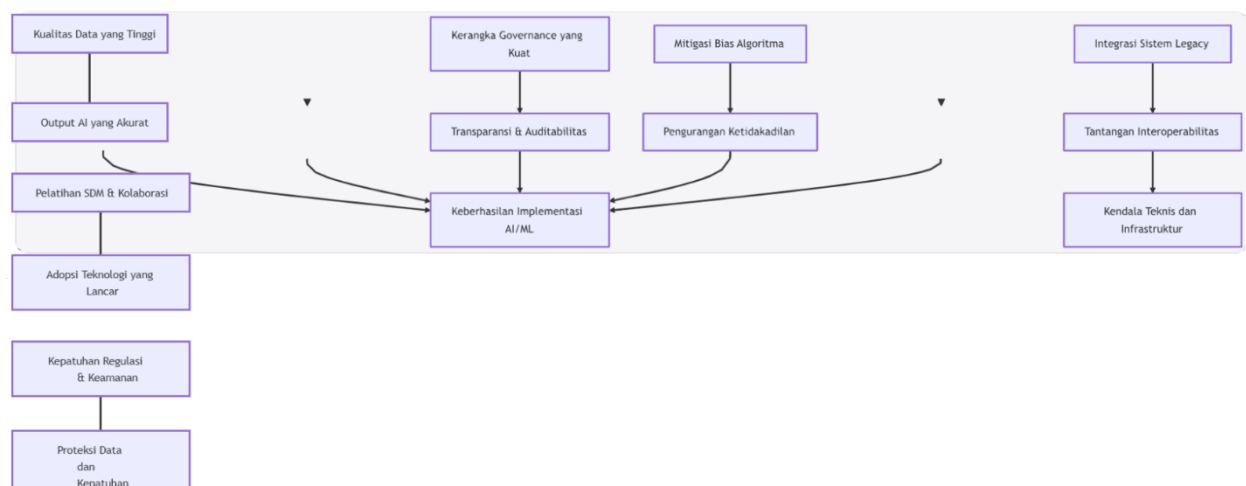 Kualitas Data yang Tinggi
Kerangka Governance yang
Kuat
Mitigasi Bias Algoritma
Integrasi Sistem Legacy
Output AI yang Akurat
Transparansi & Auditabilitas
Pengurangan Ketidakadilan
Tantangan Interoperabilitas
Pelatihan SDM & Kolaborasi
Keberhasilan Implementasi
AI/ML
Kendala Teknis dan
Infrastruktur
Adopsi Teknologi yang
Lancar
Kepatuhan Regulasi
& Keamanan
Proteksi Data
dan
Kepatuhan